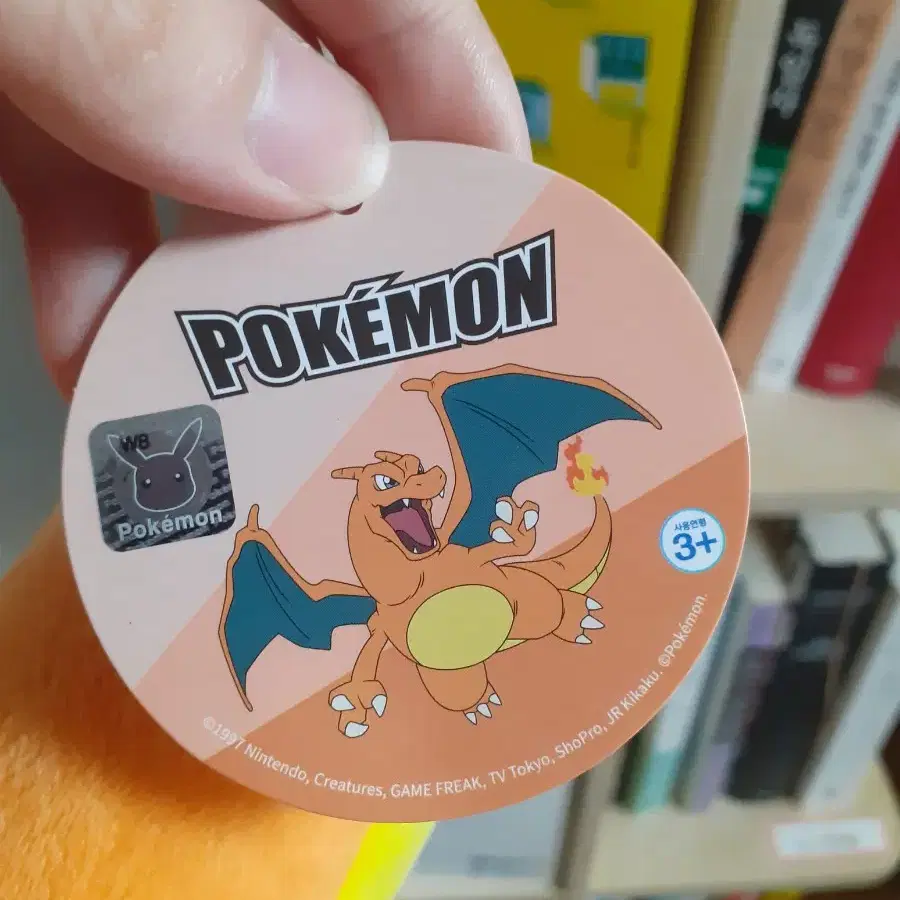 POKÉMON
WB
Pokémon
사용연령
3+
©1997 Nintendo, Creatures, GAME FREAK, TV Tokyo, ShoPro, JR Kikaku. ©Pokémon.